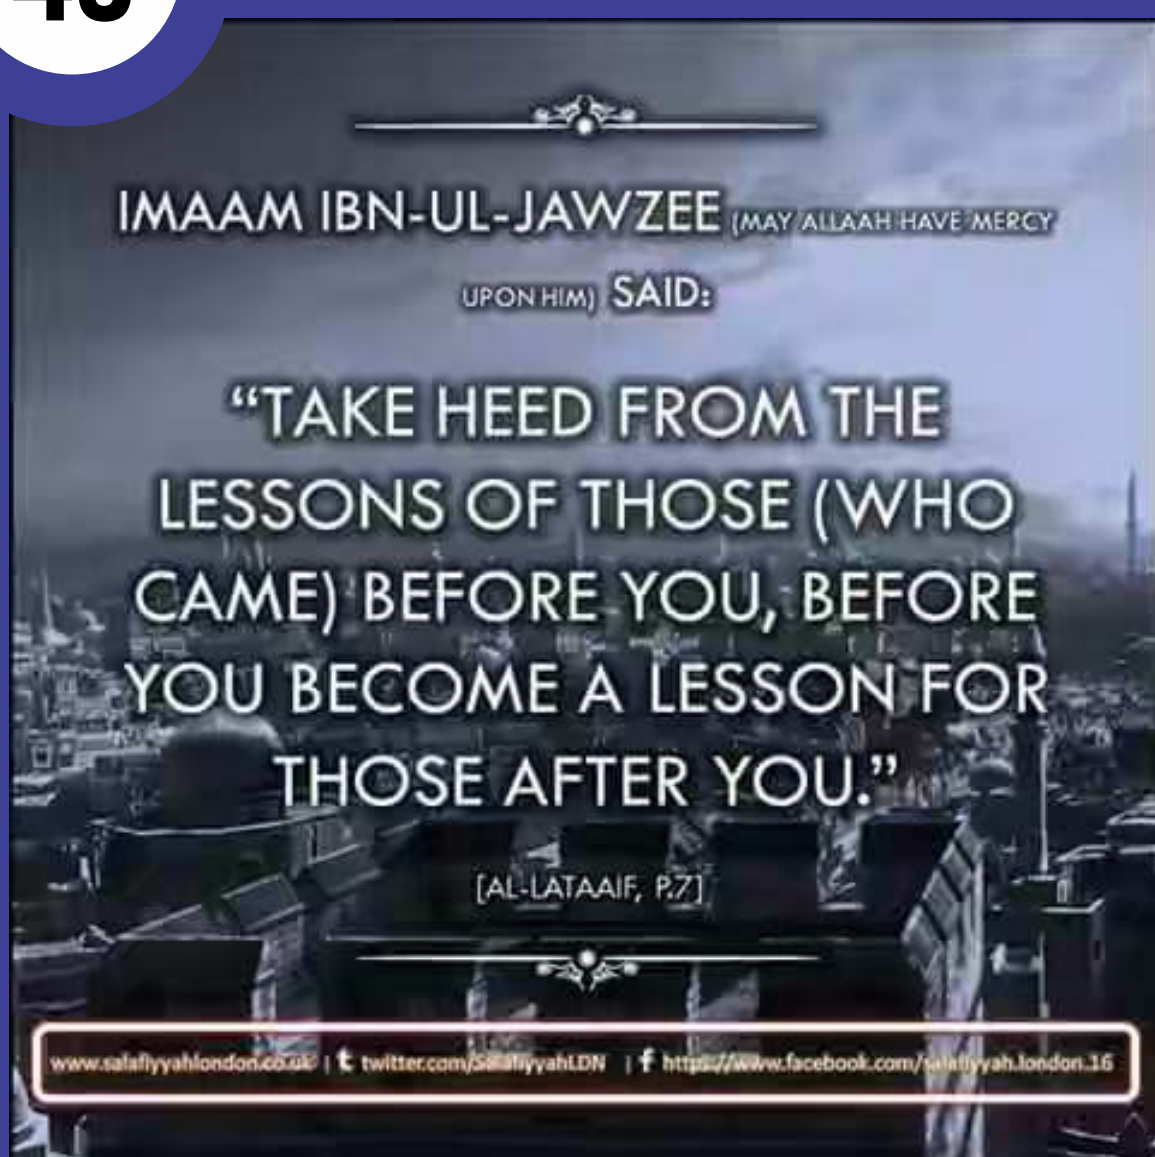 IMAAM IBN-UL-JAWZEE (MAY ALLAAH HAVE MERCY
UPON HIM) SAID:
“TAKE HEED FROM THE
LESSONS OF THOSE (WHO
CAME) BEFORE YOU, BEFORE
YOU BECOME A LESSON FOR
THOSE AFTER YOU.”
[AL-LATAAIF, P.7]
www.salafiyyahlondon.co.uk | t twitter.com/SalafiyyahLDN | f https://www.facebook.com/salafiyyah.london.16